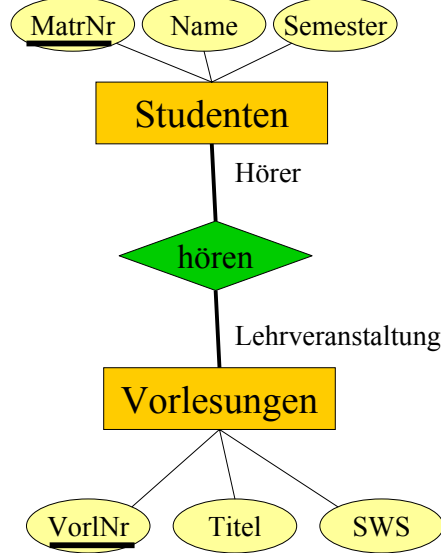 MatrNr
Name
Semester
Studenten
Hörer
hören
Lehrveranstaltung
Vorlesungen
VorlNr
Titel
SWS